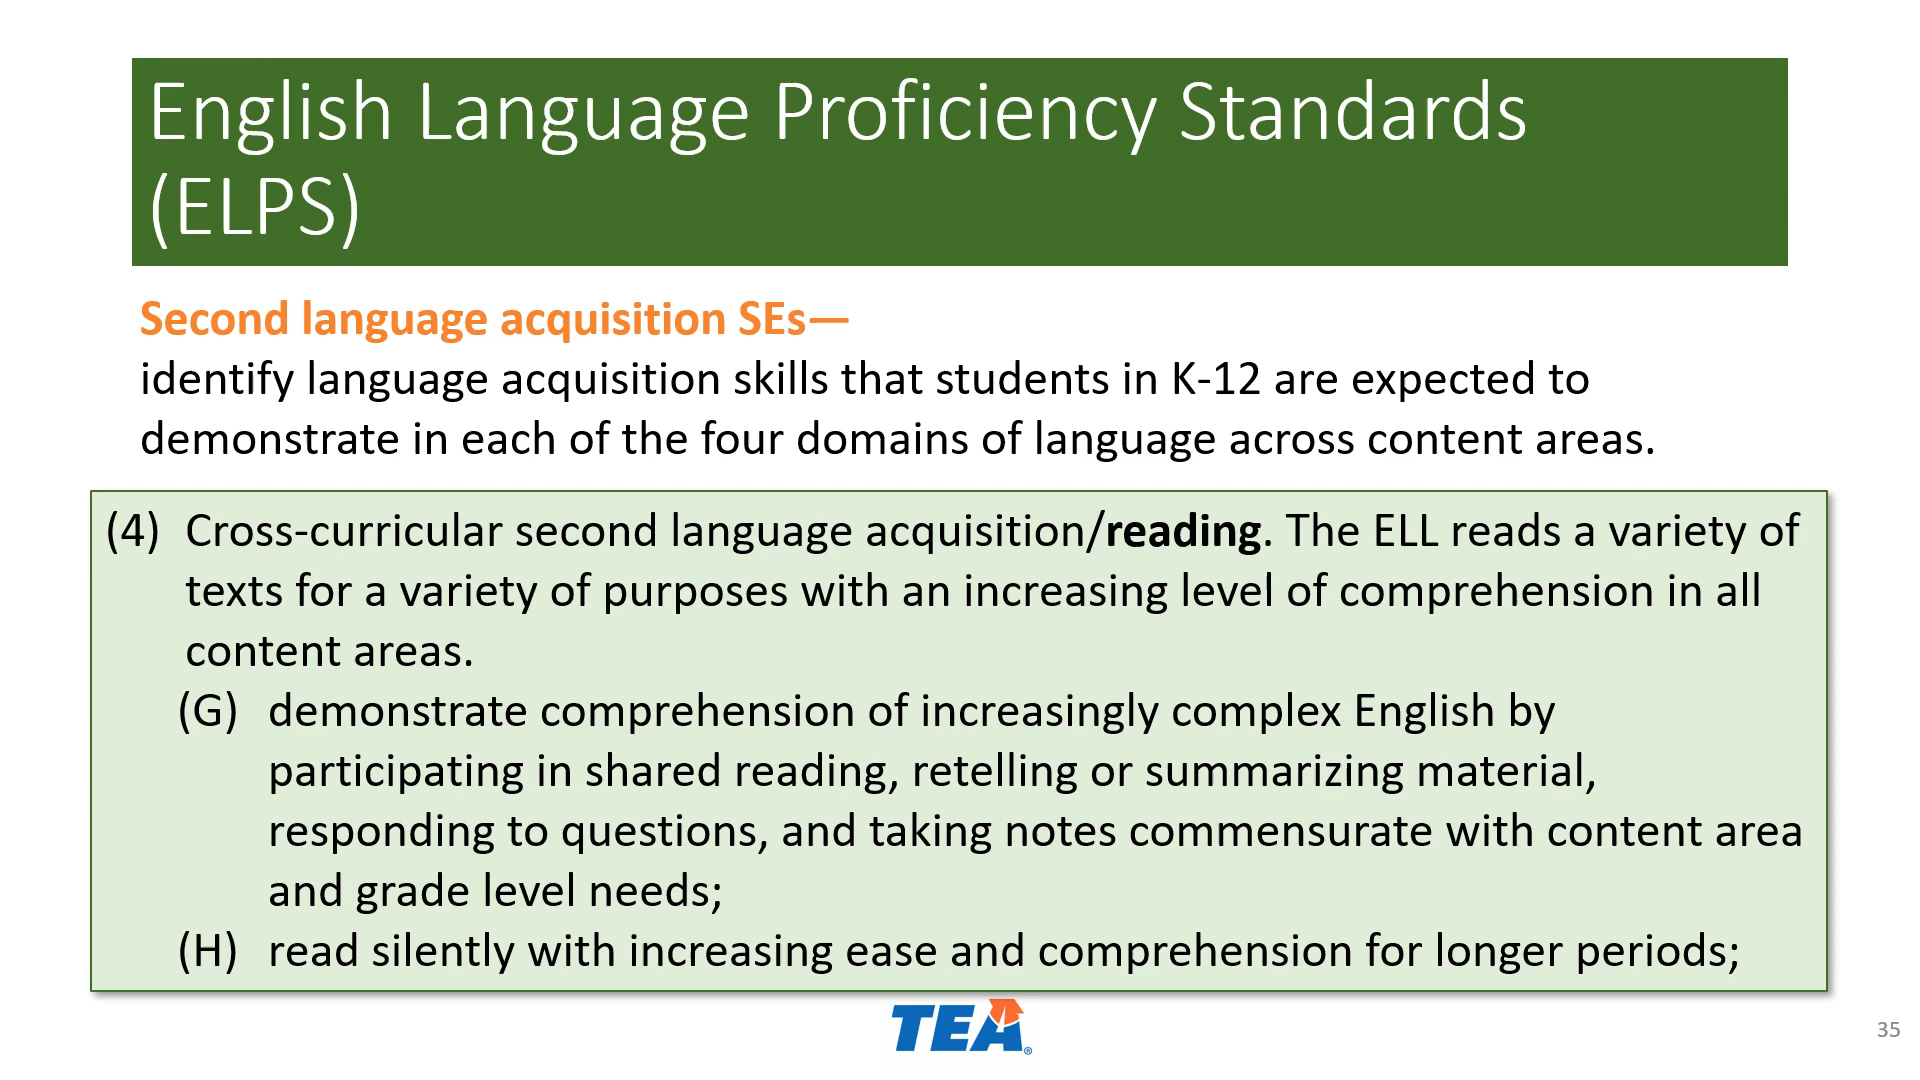 English Language Proficiency Standards
(ELPS)
Second language acquisition SEs—
identify language acquisition skills that students in K-12 are expected to
demonstrate in each of the four domains of language across content areas.
(4) Cross-curricular second language acquisition/reading. The ELL reads a variety of
texts for a variety of purposes with an increasing level of comprehension in all
content areas.
(G) demonstrate comprehension of increasingly complex English by
participating in shared reading, retelling or summarizing material,
responding to questions, and taking notes commensurate with content area
and grade level needs;
(H) read silently with increasing ease and comprehension for longer periods;
TEA®
35